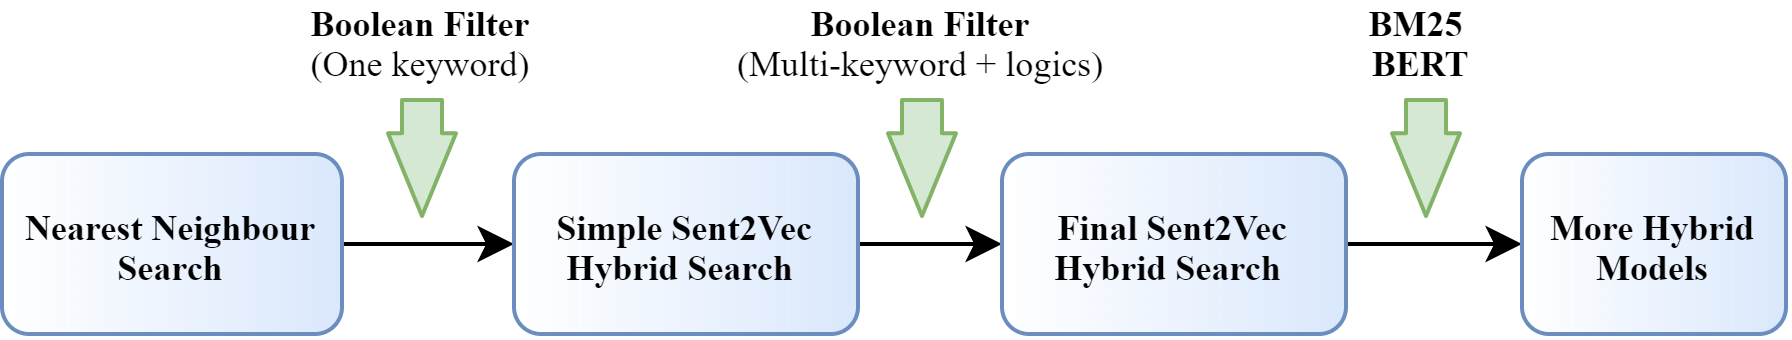 Boolean Filter
(One keyword)
Boolean Filter
(Multi-keyword + logics)
BM25
BERT
Nearest Neighbour
Search
Simple Sent2Vec
Hybrid Search
Final Sent2Vec
Hybrid Search
More Hybrid
Models